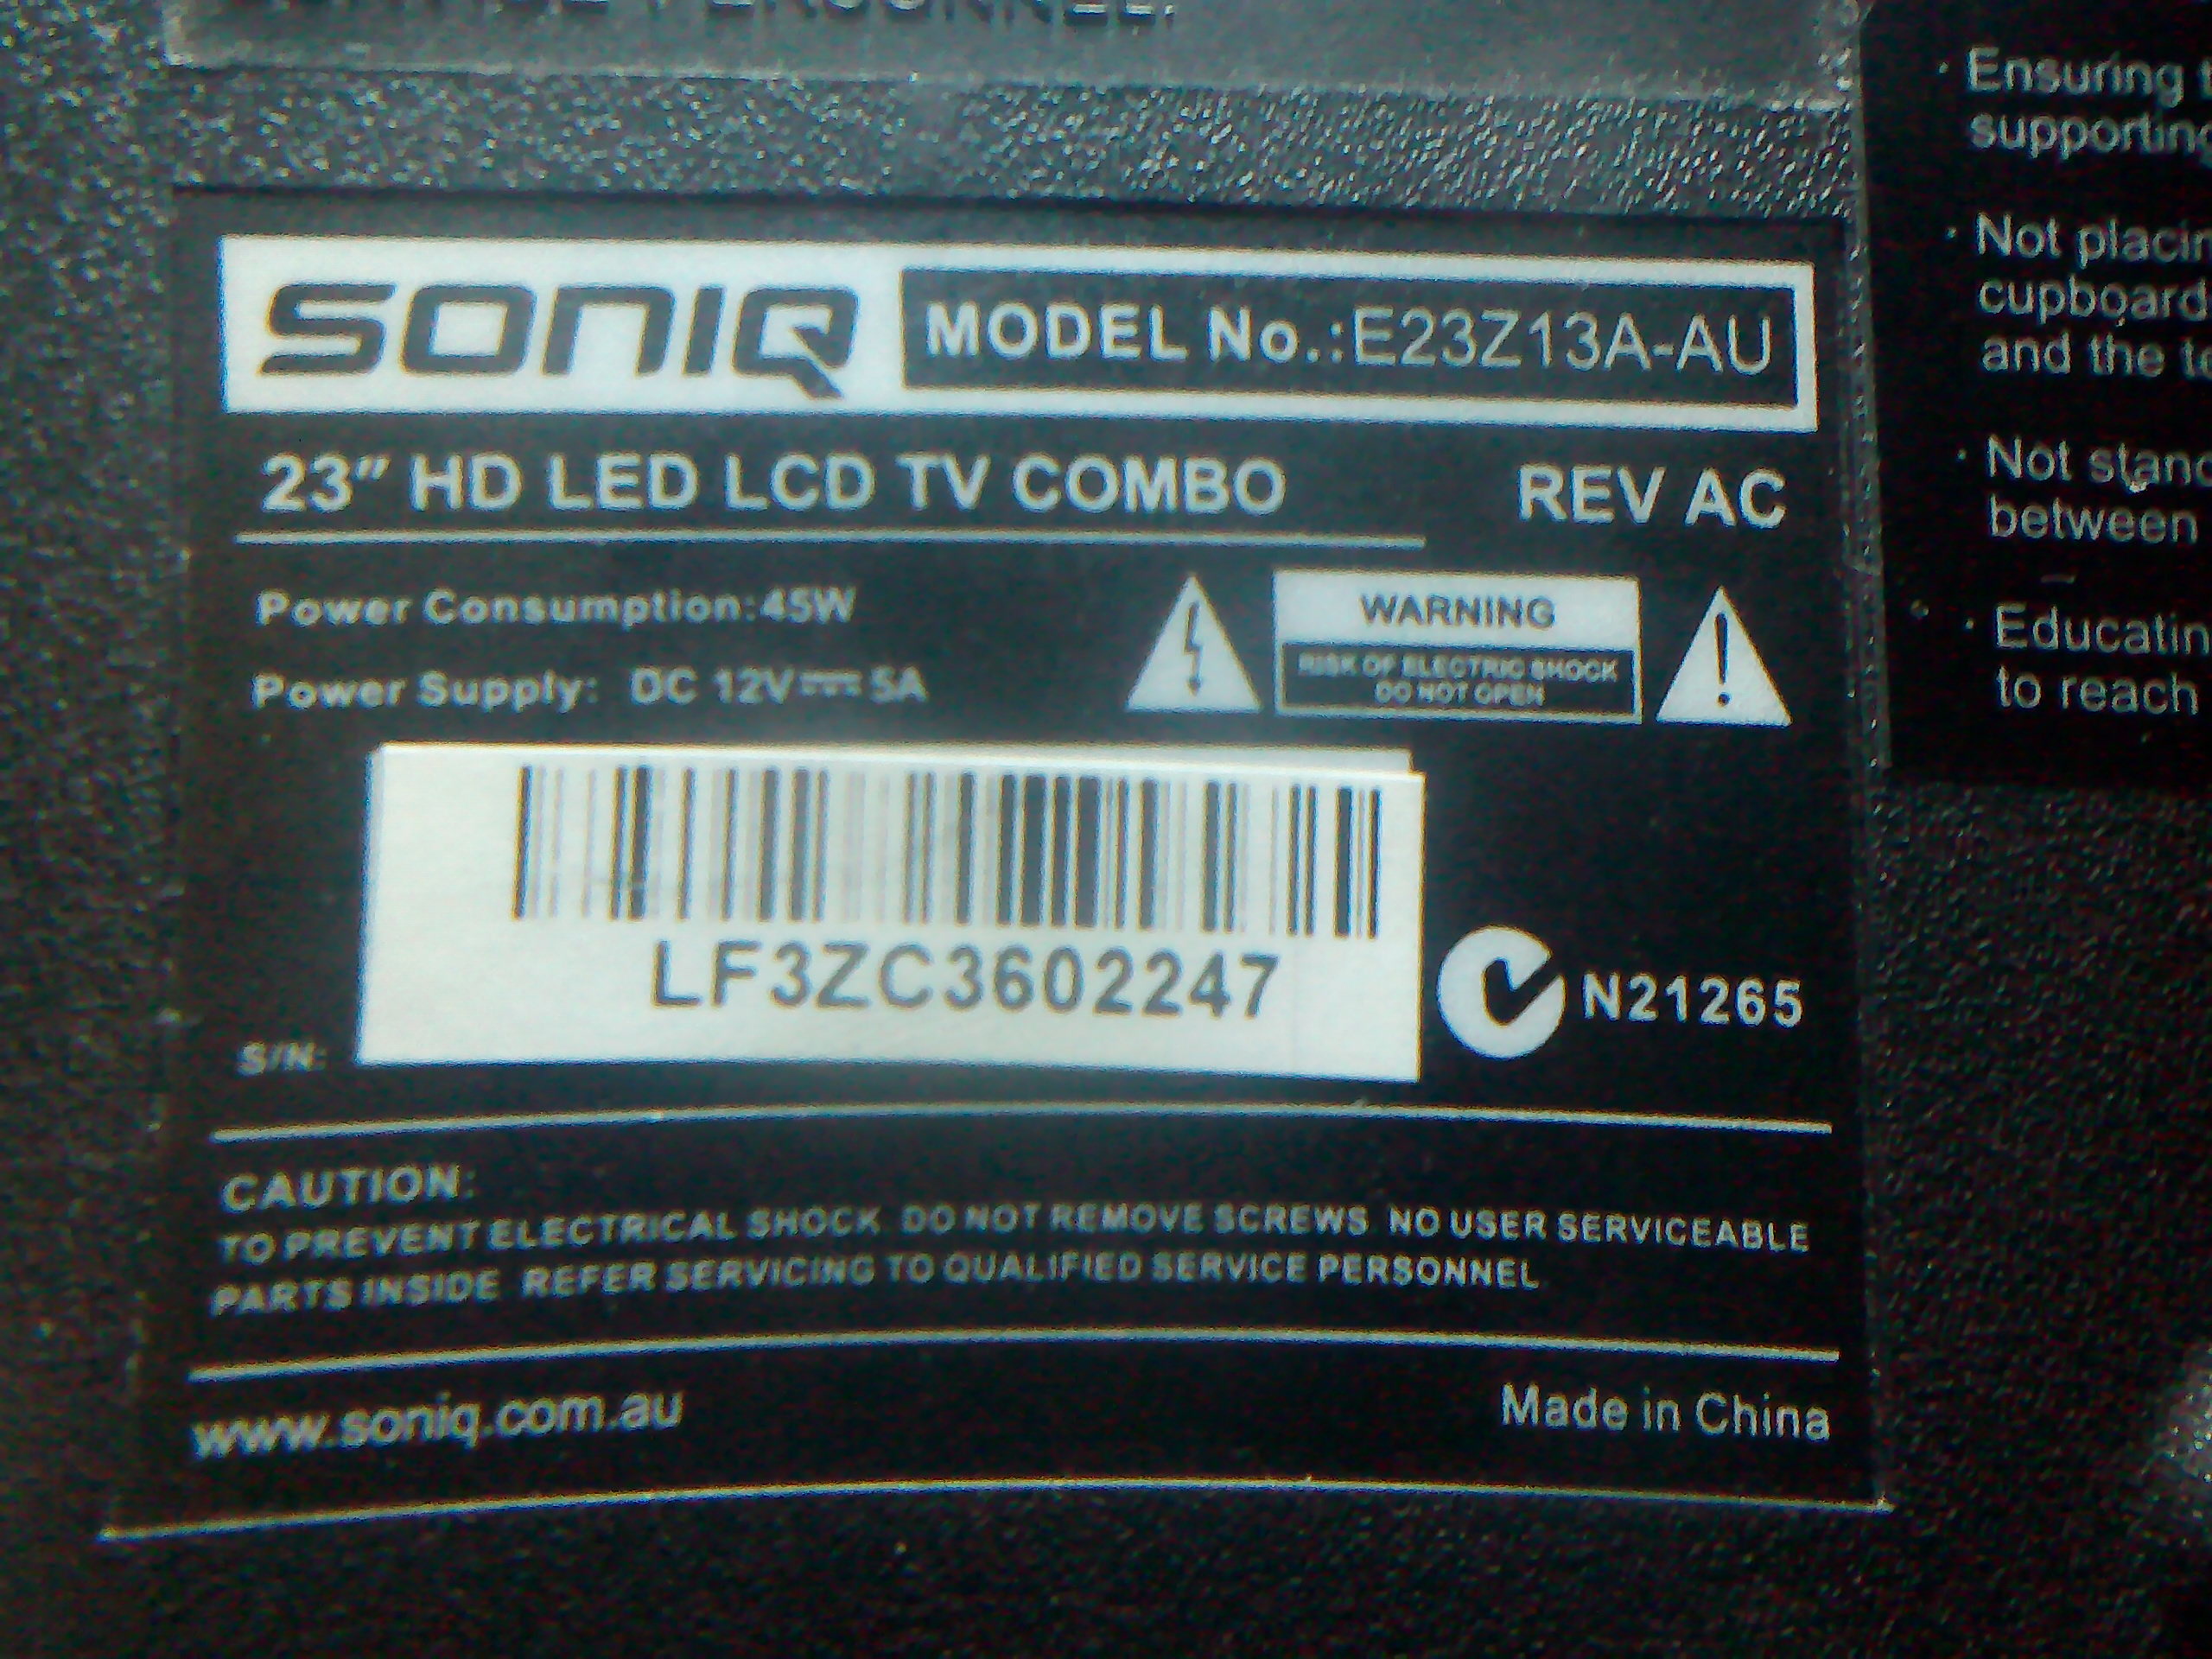 PERSONNEL.
SONIQ MODEL No.:E23Z13A-AU
23" HD LED LCD TV COMBO REV AC
Power Consumption:45W
Power Supply: DC 12V⎓5A
WARNING
RISK OF ELECTRIC SHOCK
DO NOT OPEN
LF3ZC3602247
N21265
S/N:
CAUTION:
TO PREVENT ELECTRICAL SHOCK. DO NOT REMOVE SCREWS. NO USER SERVICEABLE
PARTS INSIDE. REFER SERVICING TO QUALIFIED SERVICE PERSONNEL
www.soniq.com.au Made in China
· Ensuring
supporting
· Not
cupboard
and the
· Not
between
·
to reach